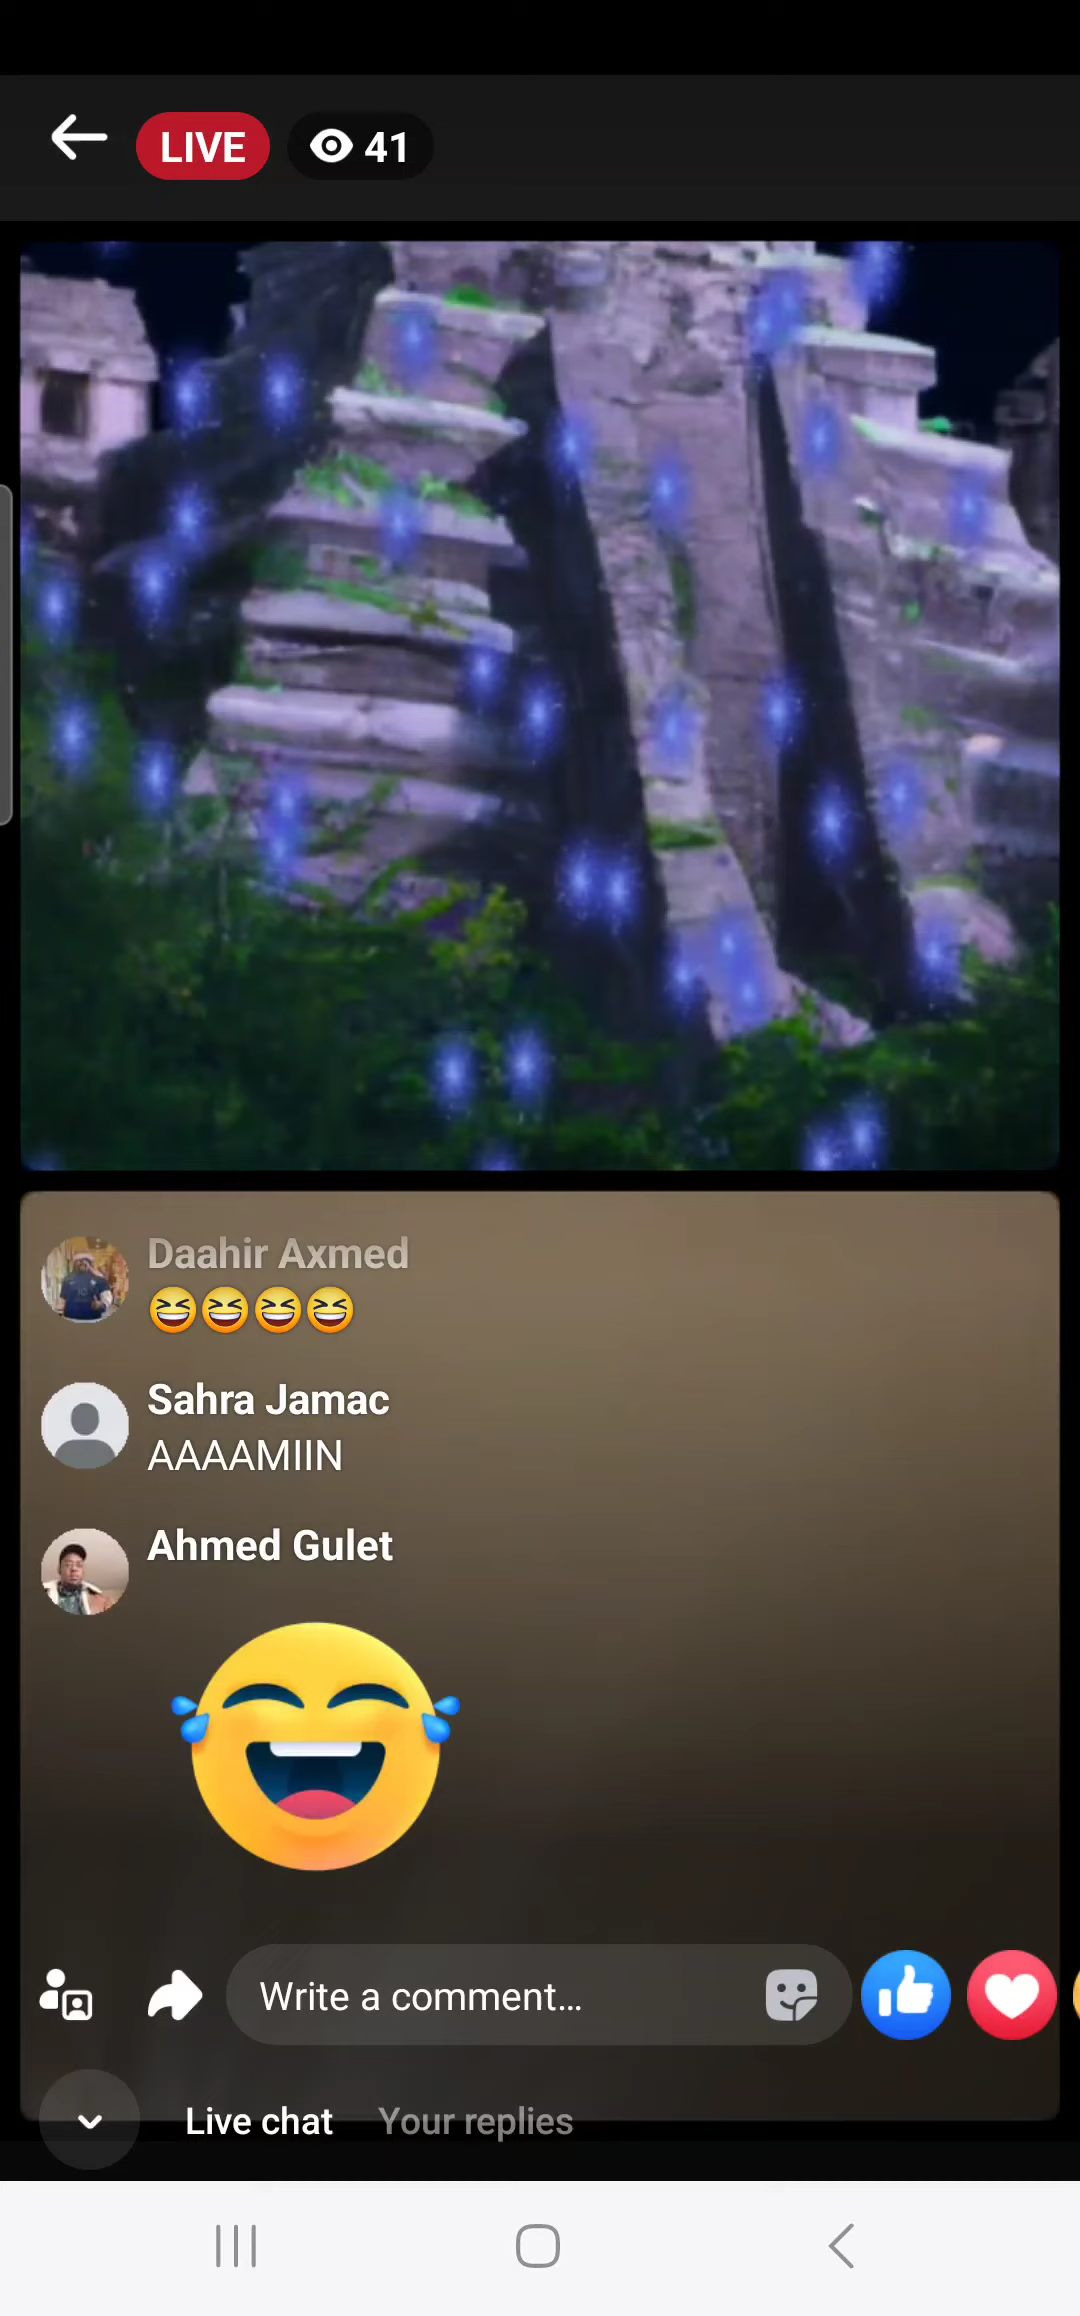 LIVE 41
Daahir Axmed
😆😆😆😆
Sahra Jamac
AAAAMIIN
Ahmed Gulet
Write a comment...
Live chat Your replies